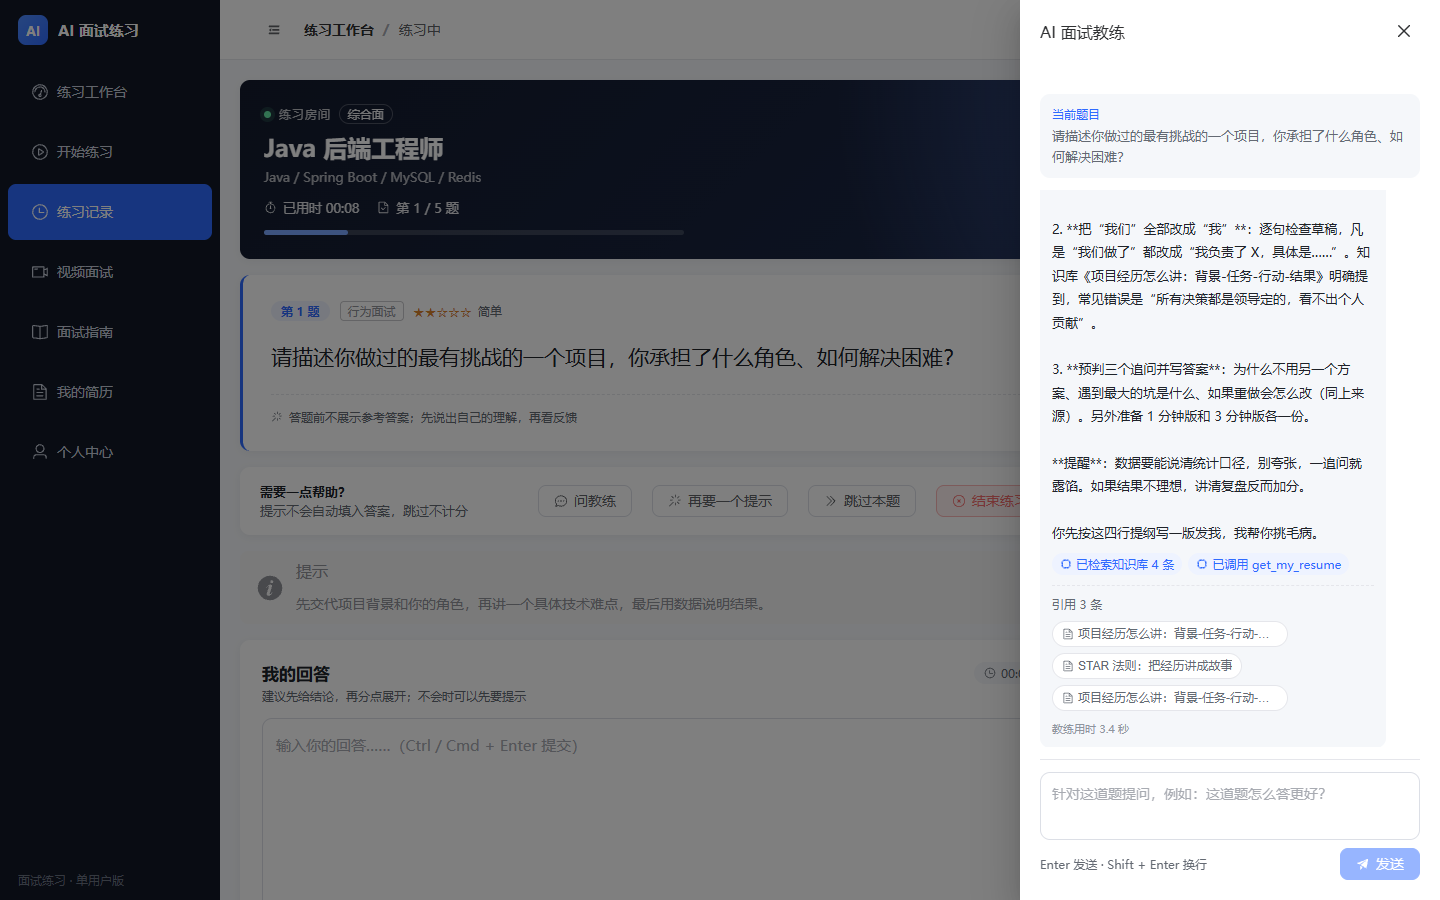 AI AI 面试练习
练习工作台
开始练习
练习记录
视频面试
面试指南
我的简历
个人中心
面试练习 · 单用户版
练习工作台 / 练习中
练习房间 综合面
Java 后端工程师
Java / Spring Boot / MySQL / Redis
已用时 00:08 第 1 / 5 题
第 1 题 行为面试 ★★☆☆☆ 简单
请描述你做过的最有挑战的一个项目，你承担了什么角色、如何解决困难？
答题前不展示参考答案；先说出自己的理解，再看反馈
需要一点帮助？
提示不会自动填入答案，跳过不计分
问教练 再要一个提示 跳过本题 结束练习
提示
先交代项目背景和你的角色，再讲一个具体技术难点，最后用数据说明结果。
我的回答
建议先给结论，再分点展开；不会时可以先要提示
输入你的回答……（Ctrl / Cmd + Enter 提交）
AI 面试教练
当前题目
请描述你做过的最有挑战的一个项目，你承担了什么角色、如
何解决困难？
2. **把“我们”全部改成“我”**：逐句检查草稿，凡
是“我们做了”都改成“我负责了 X，具体是……”。知
识库《项目经历怎么讲：背景-任务-行动-结果》明确提
到，常见错误是“所有决策都是领导定的，看不出个人
贡献”。
3. **预判三个追问并写答案**：为什么不用另一个方
案、遇到最大的坑是什么、如果重做会怎么改（同上来
源）。另外准备 1 分钟版和 3 分钟版各一份。
**提醒**：数据要能说清统计口径，别夸张，一追问就
露馅。如果结果不理想，讲清复盘反而加分。
你先按这四行提纲写一版发我，我帮你挑毛病。
已检索知识库 4 条 已调用 get_my_resume
引用 3 条
项目经历怎么讲：背景-任务-行动-...
STAR 法则：把经历讲成故事
项目经历怎么讲：背景-任务-行动-...
教练用时 3.4 秒
针对这道题提问，例如：这道题怎么答更好？
Enter 发送 · Shift + Enter 换行
发送